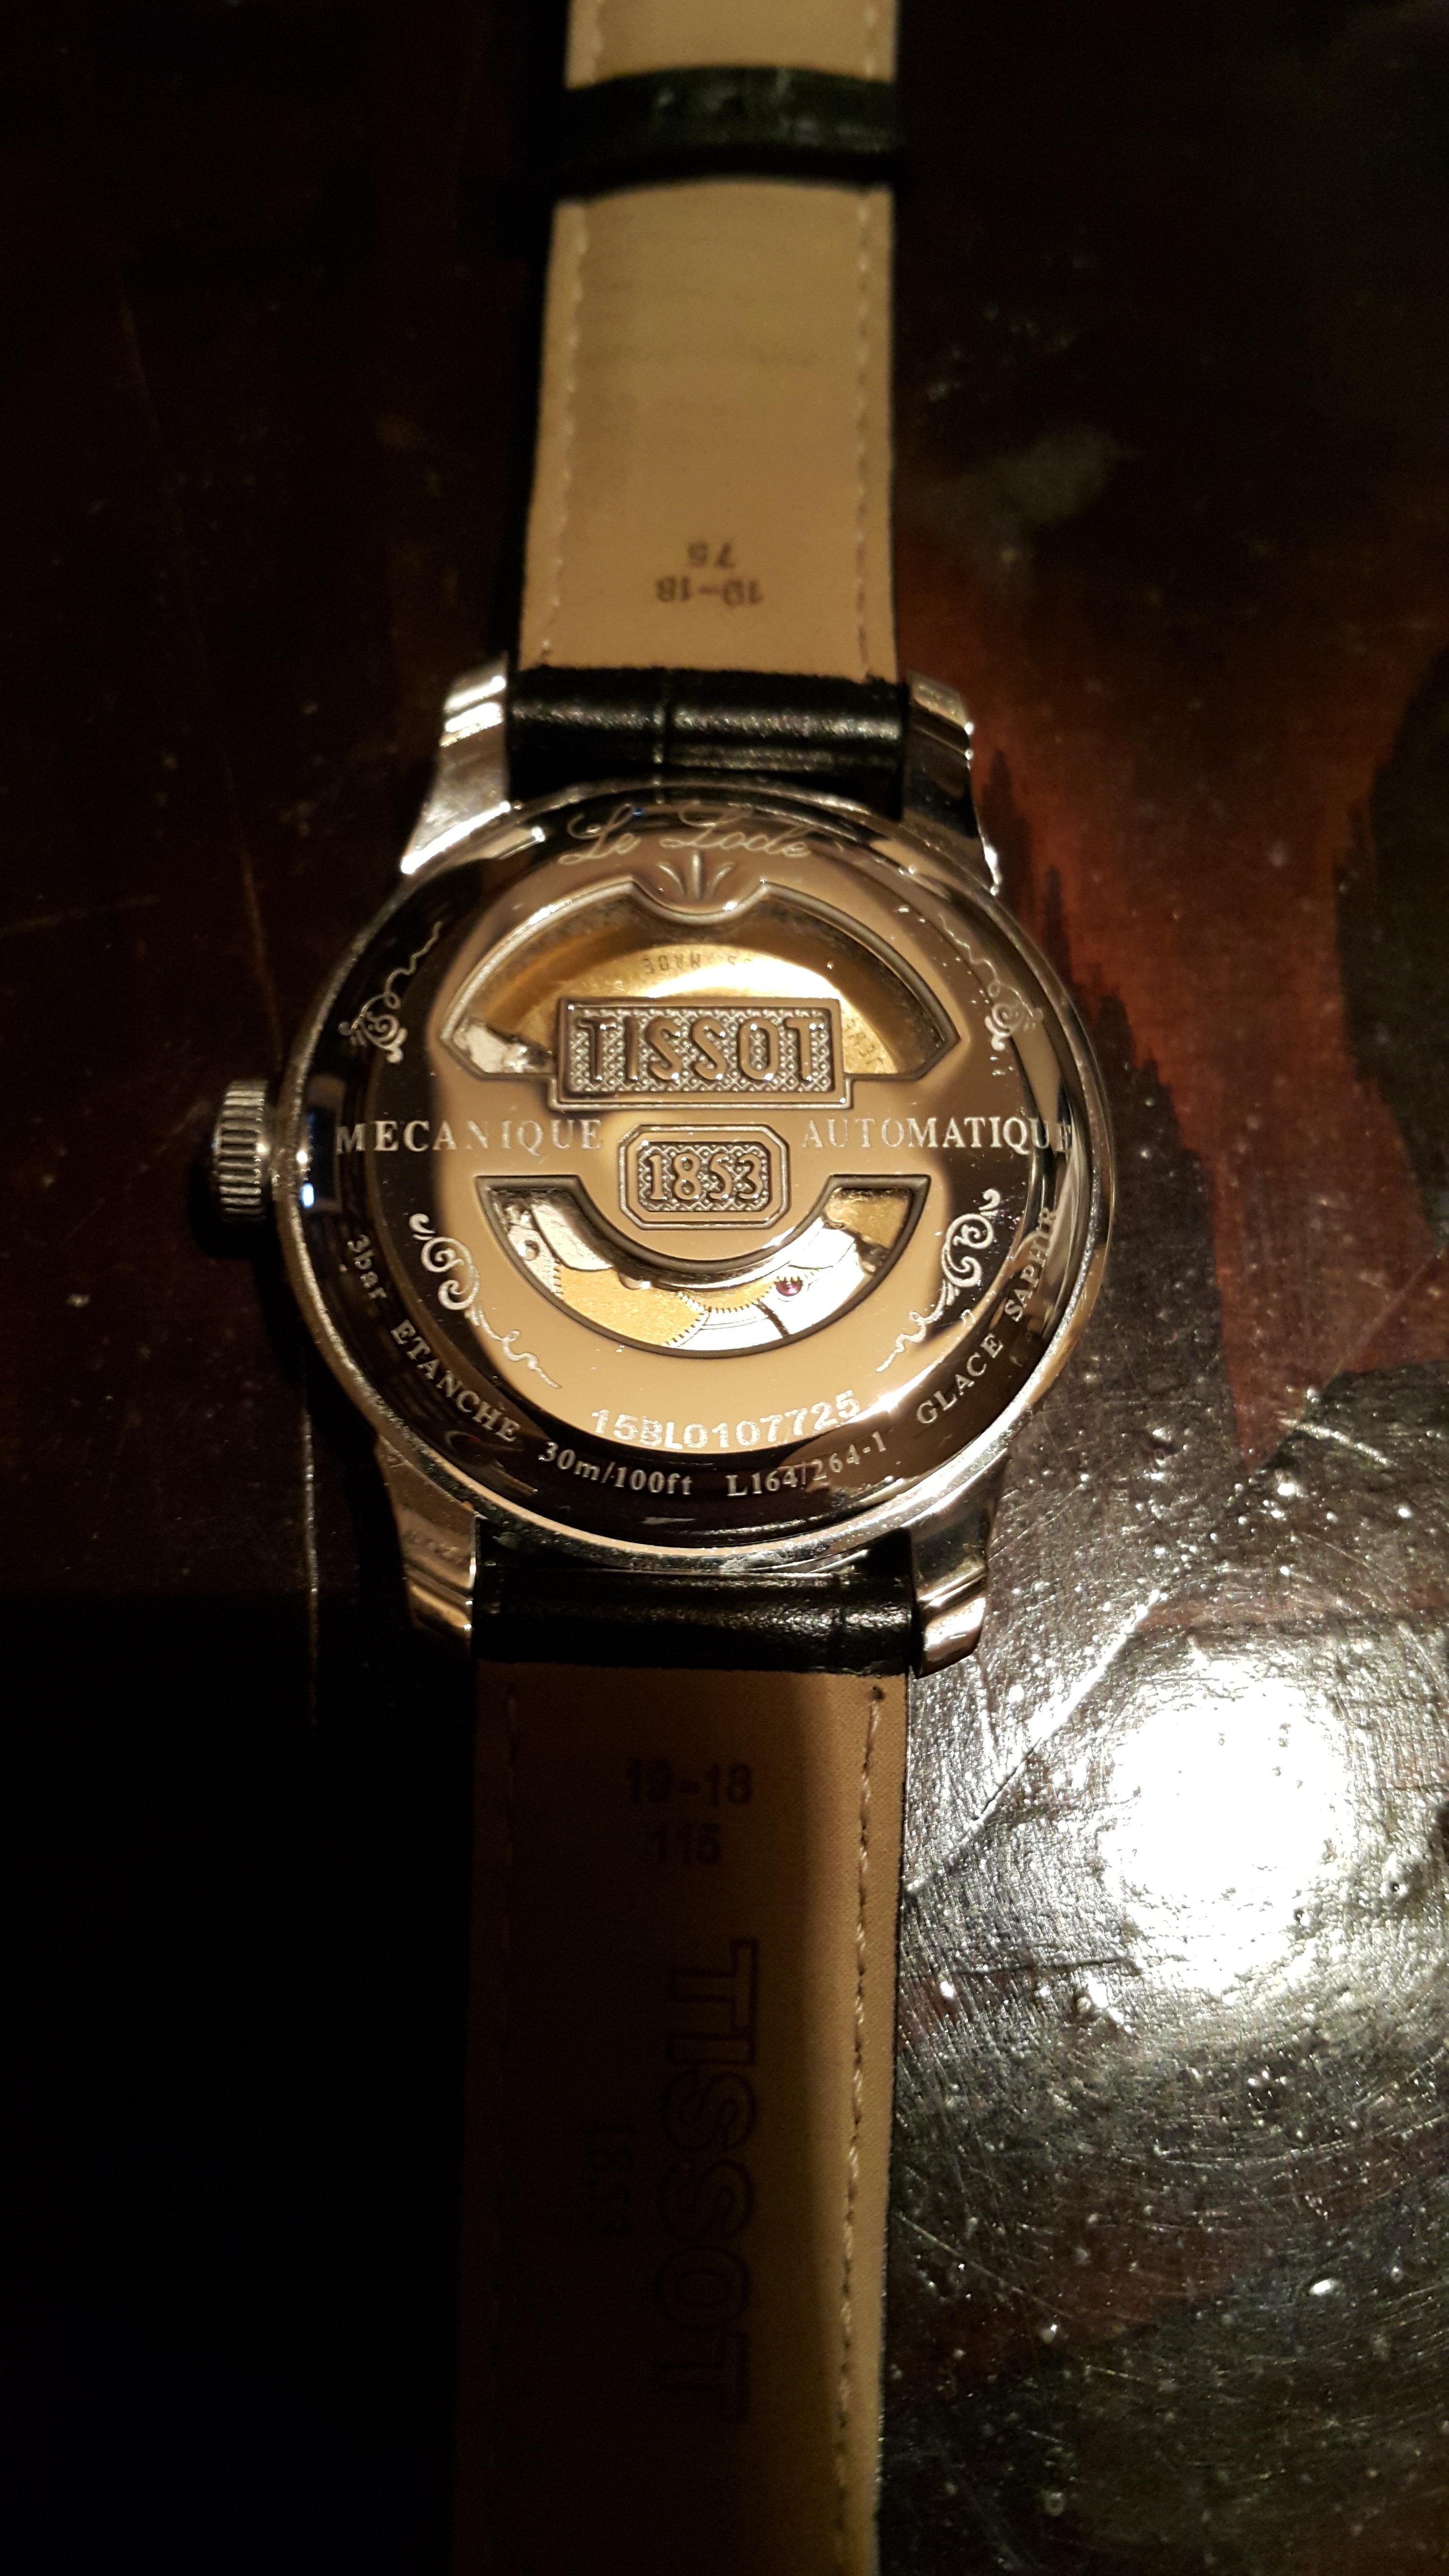 75
19-18
Le Locle
TISSOT
MECANIQUE
1853
AUTOMATIQUE
3bar ETANCHE 30m/100ft L164/264-1 GLACE SAPHIR
15BL0107725
19-18
115
TISSOT
1853